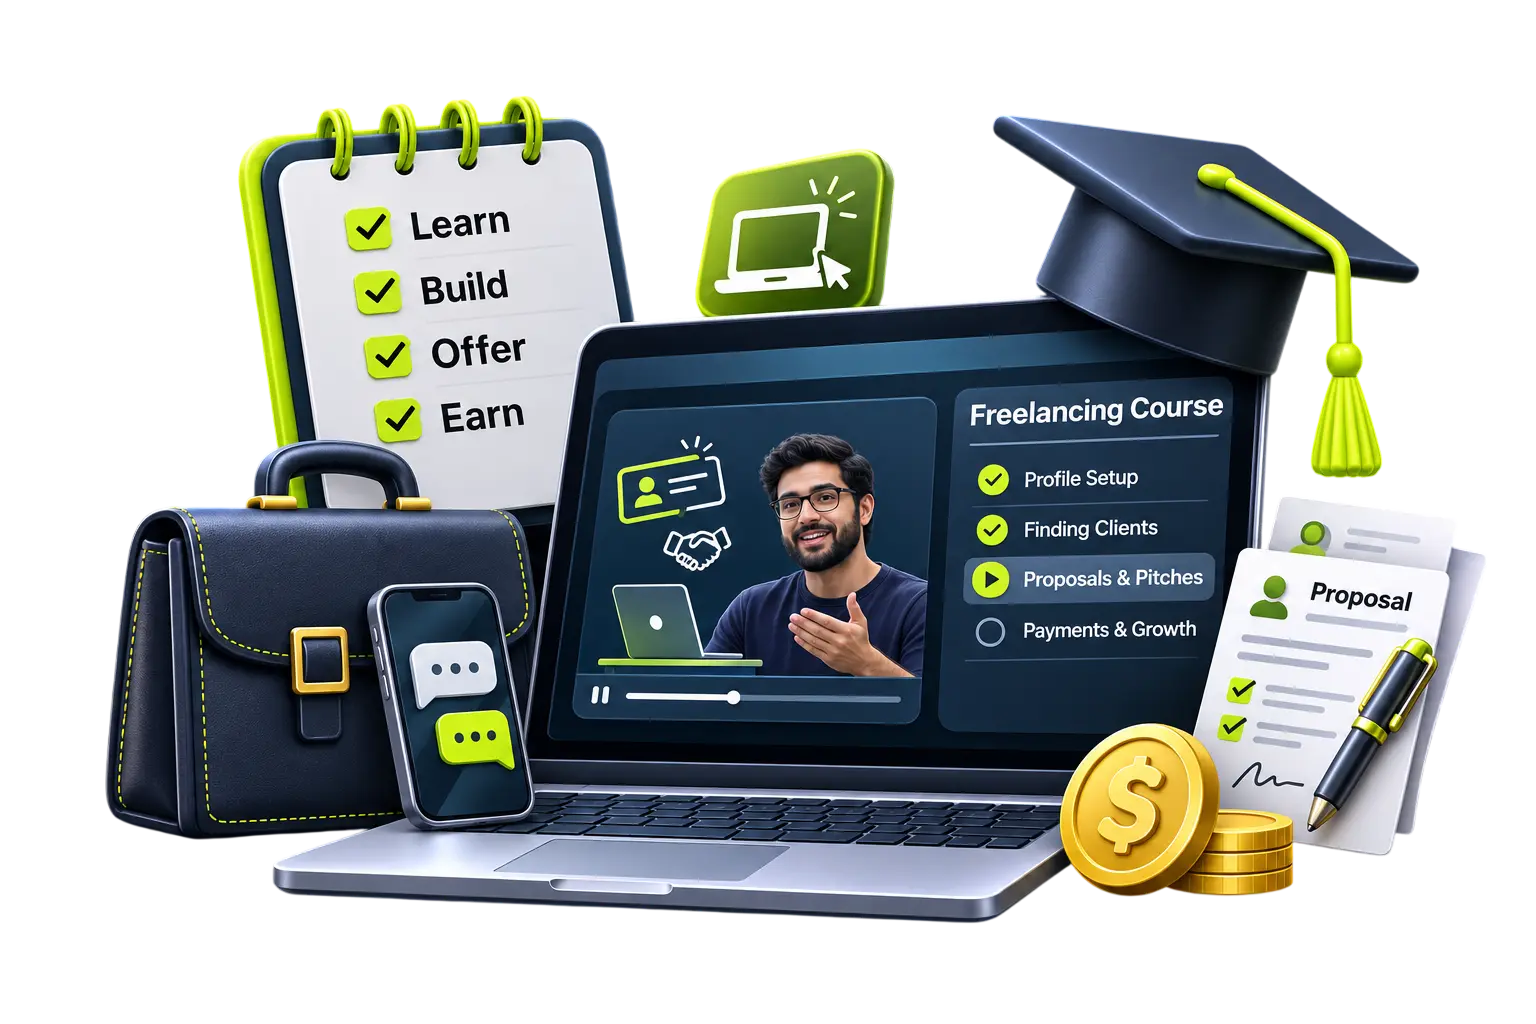 Learn
Build
Offer
Earn
Freelancing Course
Profile Setup
Finding Clients
Proposals & Pitches
Payments & Growth
Proposal
$